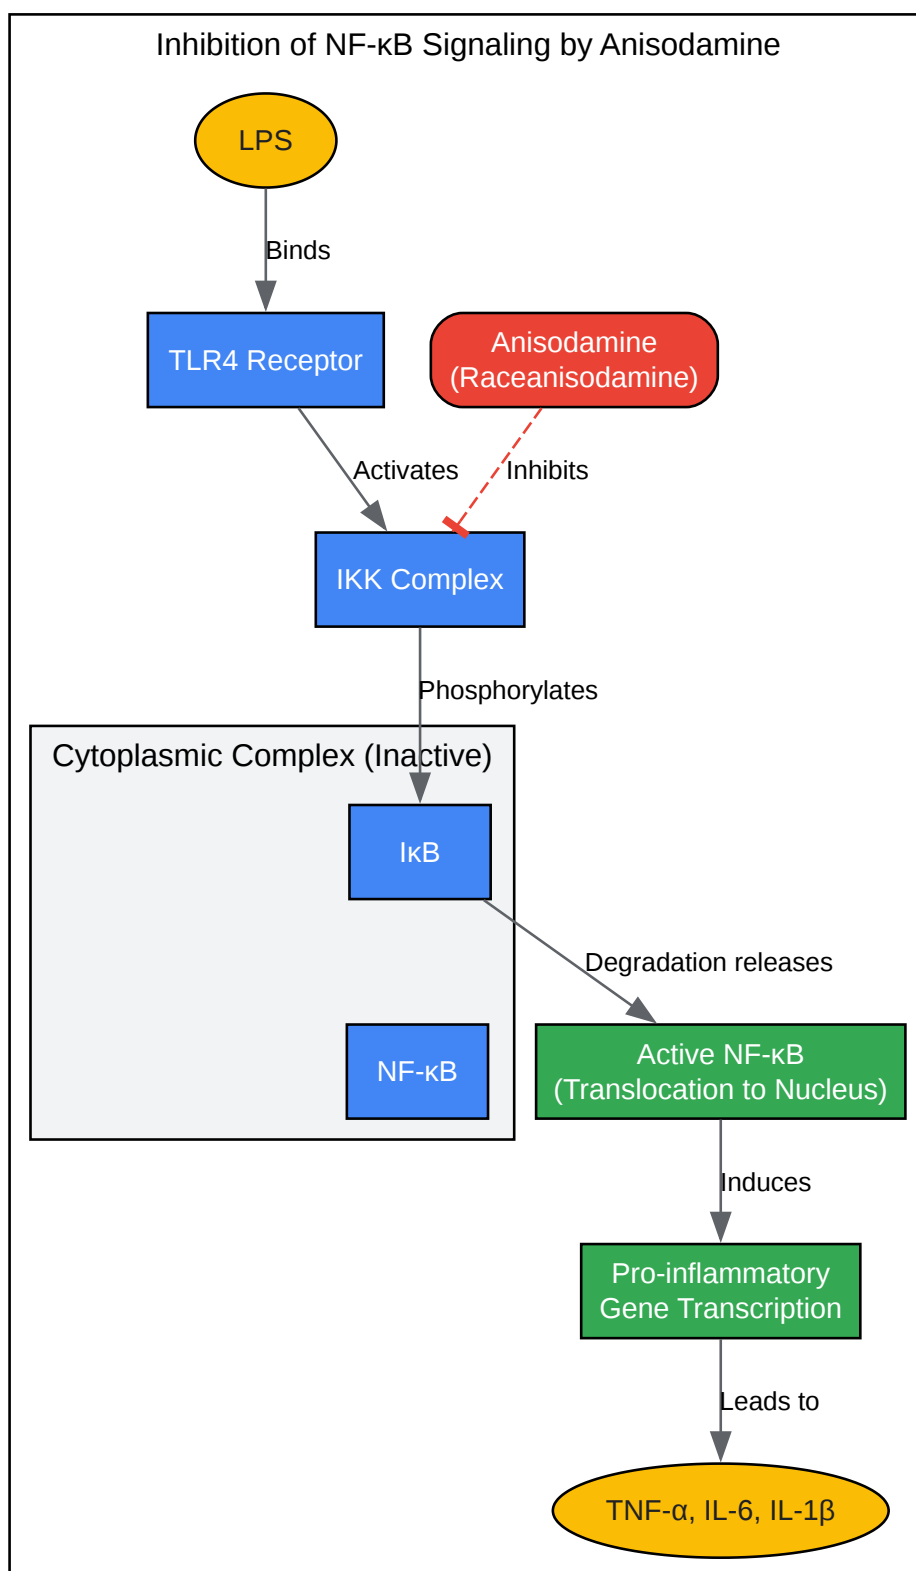 Inhibition of NF-κB Signaling by Anisodamine
LPS
Binds
TLR4 Receptor
Anisodamine
(Raceanisodamine)
Activates
Inhibits
IKK Complex
Phosphorylates
Cytoplasmic Complex (Inactive)
IκB
Degradation releases
NF-κB
Active NF-κB
(Translocation to Nucleus)
Induces
Pro-inflammatory
Gene Transcription
Leads to
TNF-α, IL-6, IL-1β